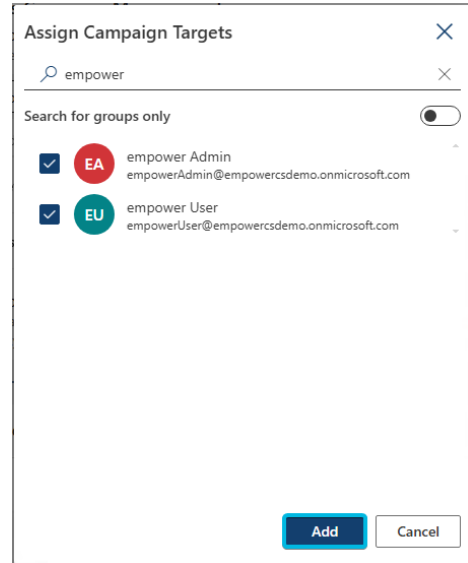 Assign Campaign Targets
empower
Search for groups only
EA
empower Admin
empowerAdmin@empowercsdemo.onmicrosoft.com
EU
empower User
empowerUser@empowercsdemo.onmicrosoft.com
Add
Cancel